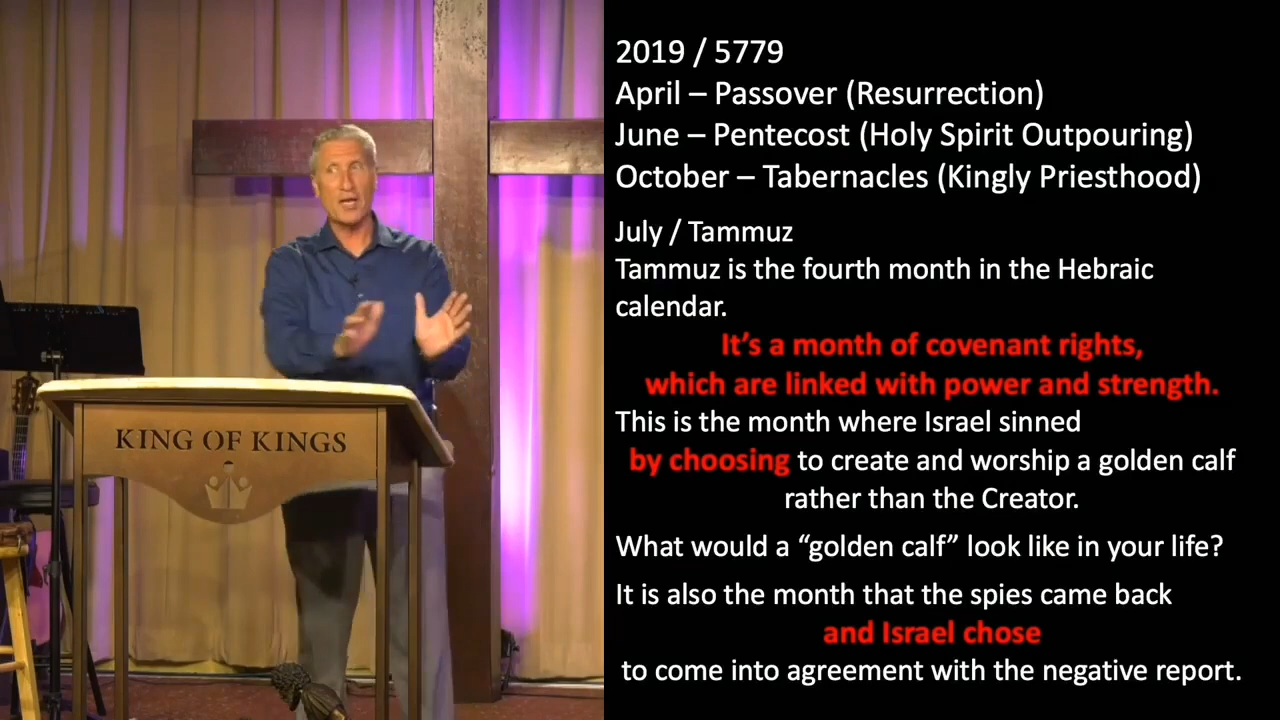 KING OF KINGS
2019 / 5779
April – Passover (Resurrection)
June – Pentecost (Holy Spirit Outpouring)
October – Tabernacles (Kingly Priesthood)
July / Tammuz
Tammuz is the fourth month in the Hebraic
calendar.
It’s a month of covenant rights,
which are linked with power and strength.
This is the month where Israel sinned
by choosing to create and worship a golden calf
rather than the Creator.
What would a “golden calf” look like in your life?
It is also the month that the spies came back
and Israel chose
to come into agreement with the negative report.